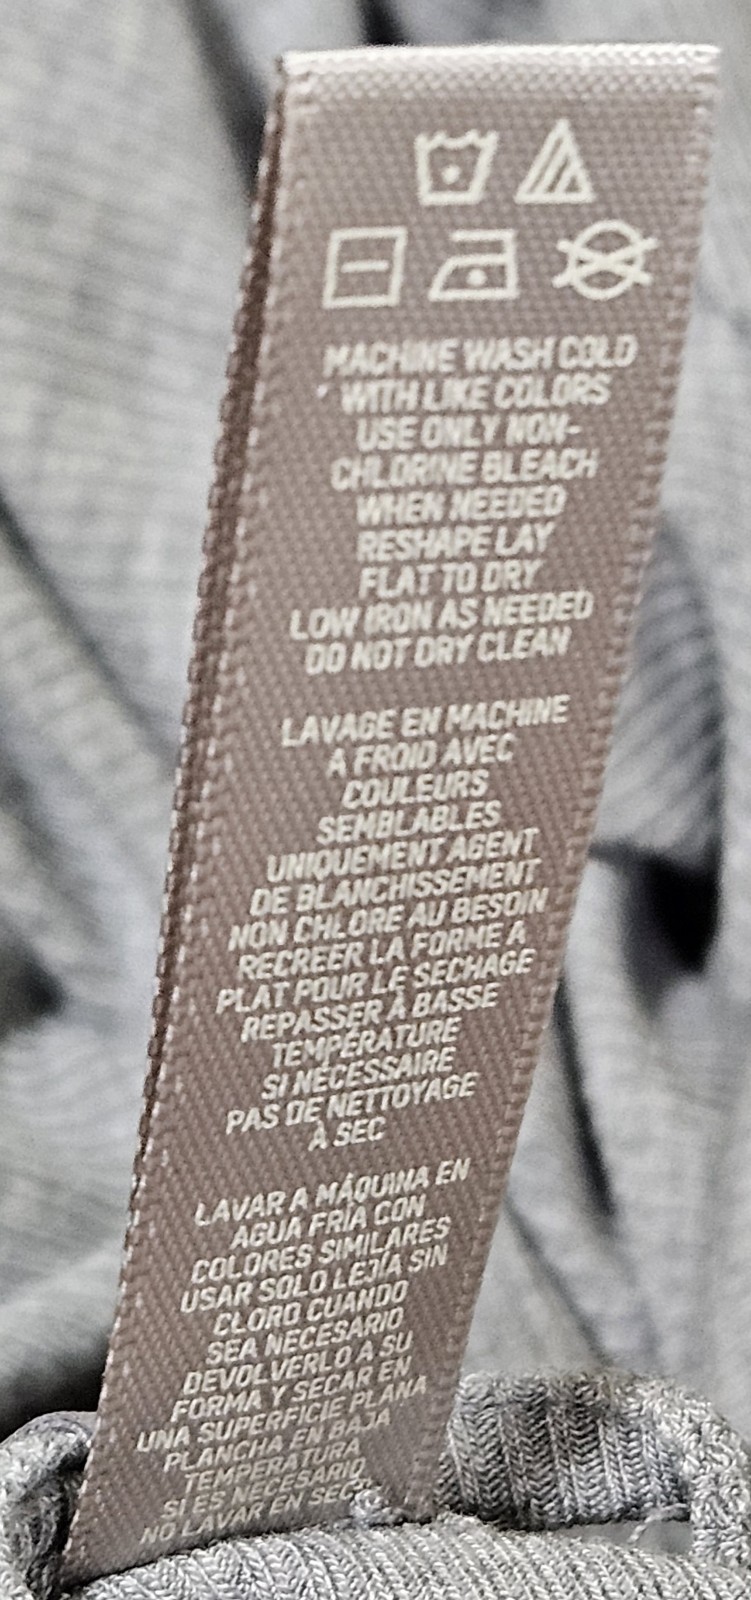 MACHINE WASH COLD
WITH LIKE COLORS
USE ONLY NON-
CHLORINE BLEACH
WHEN NEEDED
RESHAPE LAY
FLAT TO DRY
LOW IRON AS NEEDED
DO NOT DRY CLEAN
LAVAGE EN MACHINE
A FROID AVEC
COULEURS
SEMBLABLES
UNIQUEMENT AGENT
DE BLANCHISSEMENT
NON CHLORE AU BESOIN
RECREER LA FORME A
PLAT POUR LE SECHAGE
REPASSER À BASSE
TEMPÉRATURE
SI NÉCESSAIRE
PAS DE NETTOYAGE
À SEC
LAVAR A MÁQUINA EN
AGUA FRÍA CON
COLORES SIMILARES
USAR SOLO LEJÍA SIN
CLORO CUANDO
SEA NECESARIO
DEVOLVERLO A SU
FORMA Y SECAR EN
UNA SUPERFICIE PLANA
PLANCHA EN BAJA
TEMPERATURA
SI ES NECESARIO
NO LAVAR EN SECO